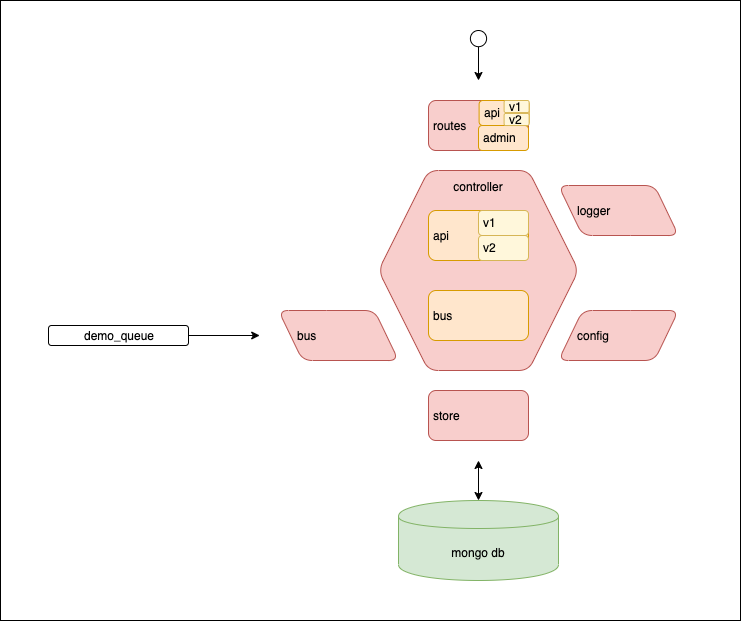 api
v1
v2
routes
admin
controller
logger
api
v1
v2
demo_queue
bus
bus
config
store
mongo db